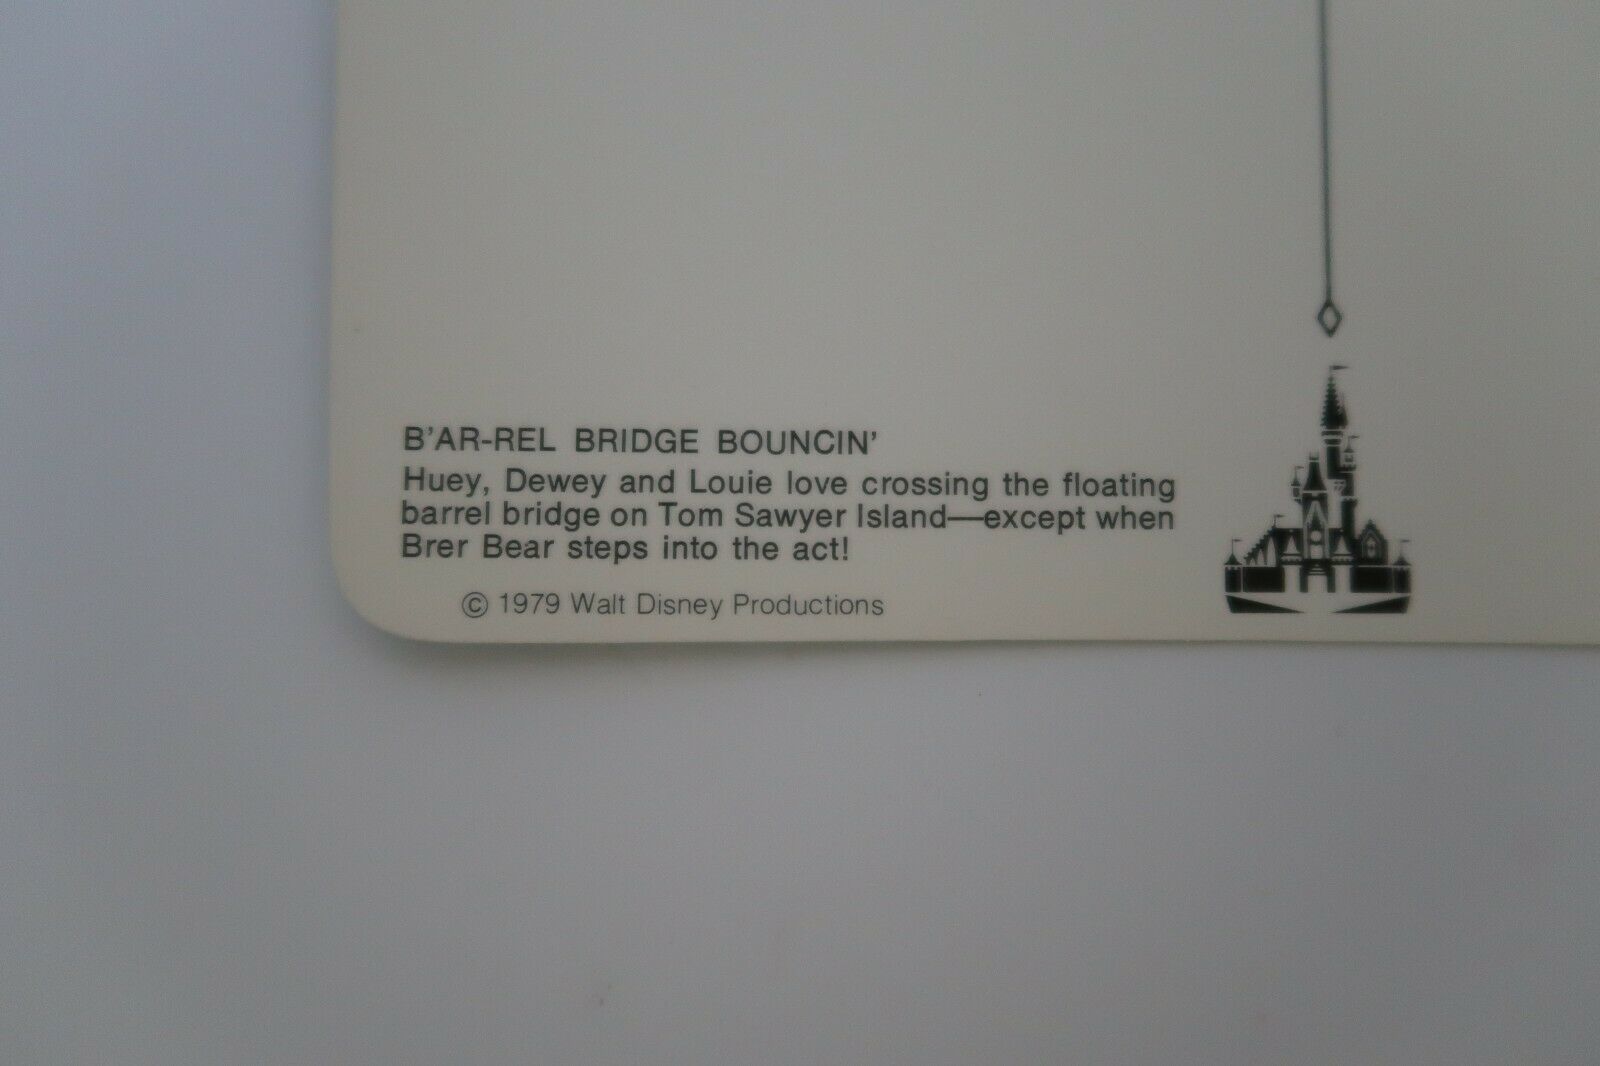 B'AR-REL BRIDGE BOUNCIN'
Huey, Dewey and Louie love crossing the floating
barrel bridge on Tom Sawyer Island—except when
Brer Bear steps into the act!
© 1979 Walt Disney Productions